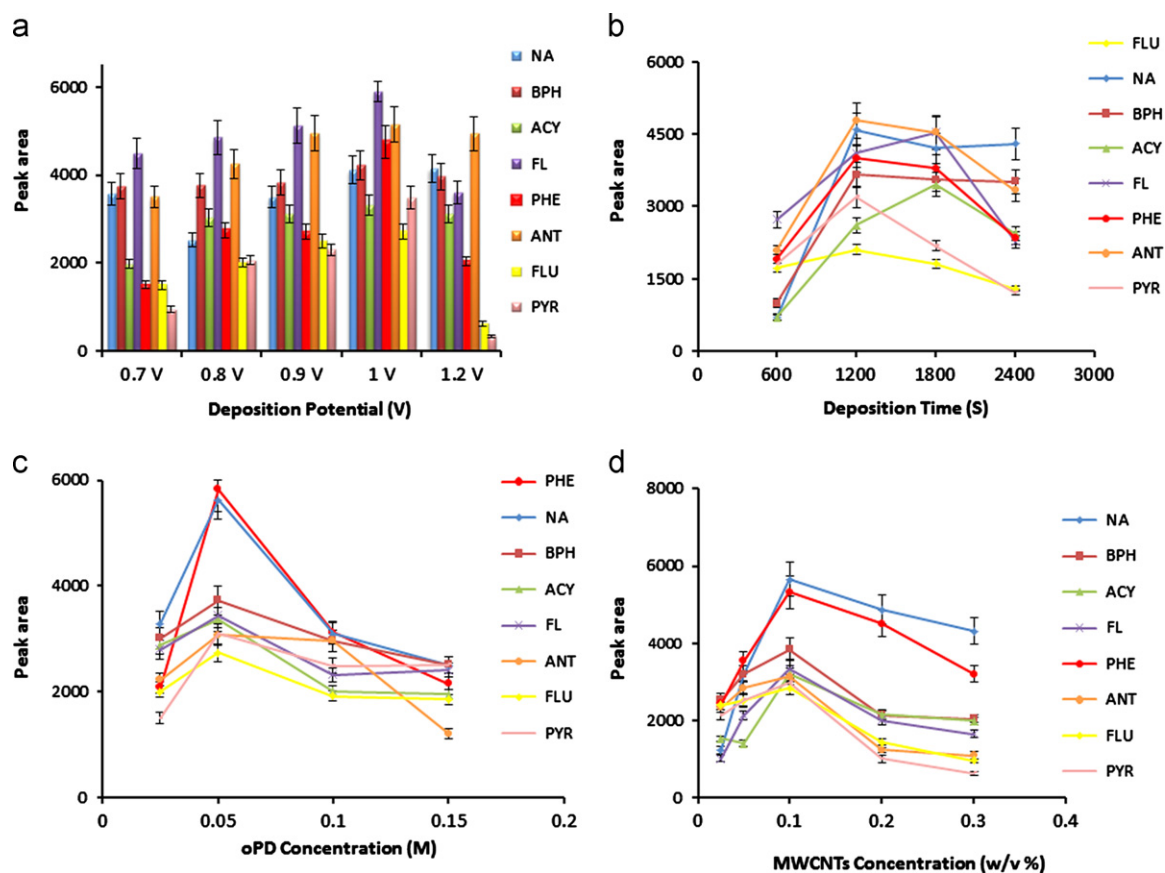 a
Peak area
6000
4000
2000
0
0.7 V 0.8 V 0.9 V 1 V 1.2 V
Deposition Potential (V)
NA
BPH
ACY
FL
PHE
ANT
FLU
PYR
b
Peak area
6000
4500
3000
1500
0
0 600 1200 1800 2400 3000
Deposition Time (S)
FLU
NA
BPH
ACY
FL
PHE
ANT
PYR
c
Peak area
6000
4000
2000
0
0 0.05 0.1 0.15 0.2
oPD Concentration (M)
PHE
NA
BPH
ACY
FL
ANT
FLU
PYR
d
Peak area
8000
6000
4000
2000
0
0 0.1 0.2 0.3 0.4
MWCNTs Concentration (w/v %)
NA
BPH
ACY
FL
PHE
ANT
FLU
PYR